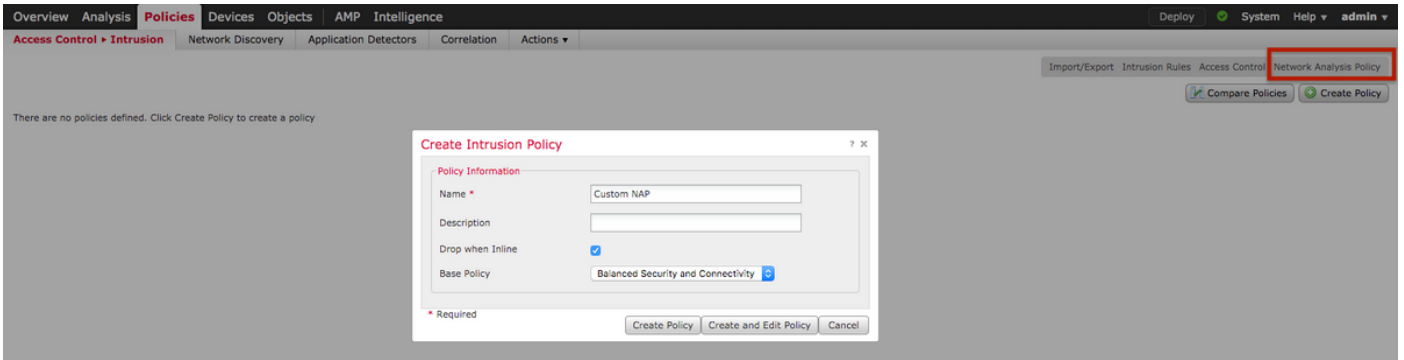 Overview Analysis Policies Devices Objects AMP Intelligence Deploy System Help ▾ admin ▾
Access Control ▸ Intrusion Network Discovery Application Detectors Correlation Actions ▾
Import/Export Intrusion Rules Access Control Network Analysis Policy
Compare Policies Create Policy
There are no policies defined. Click Create Policy to create a policy
Create Intrusion Policy ? X
Policy Information
Name * Custom NAP
Description
Drop when Inline
Base Policy Balanced Security and Connectivity
* Required
Create Policy Create and Edit Policy Cancel